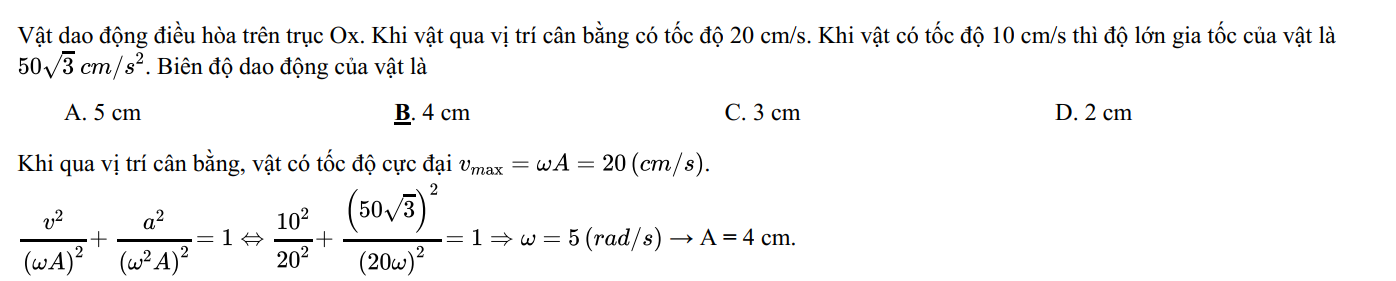 Vật dao động điều hòa trên trục Ox. Khi vật qua vị trí cân bằng có tốc độ 20 cm/s. Khi vật có tốc độ 10 cm/s thì độ lớn gia tốc của vật là
$50\sqrt{3}\,cm/s^2$. Biên độ dao động của vật là
A. 5 cm B. 4 cm C. 3 cm D. 2 cm
Khi qua vị trí cân bằng, vật có tốc độ cực đại $v_{\max} = \omega A = 20\,(cm/s)$.
$\frac{v^2}{(\omega A)^2} + \frac{a^2}{(\omega^2 A)^2} = 1 \Leftrightarrow \frac{10^2}{20^2} + \frac{(50\sqrt{3})^2}{(20\omega)^2} = 1 \Rightarrow \omega = 5\,(rad/s) \rightarrow$ A = 4 cm.